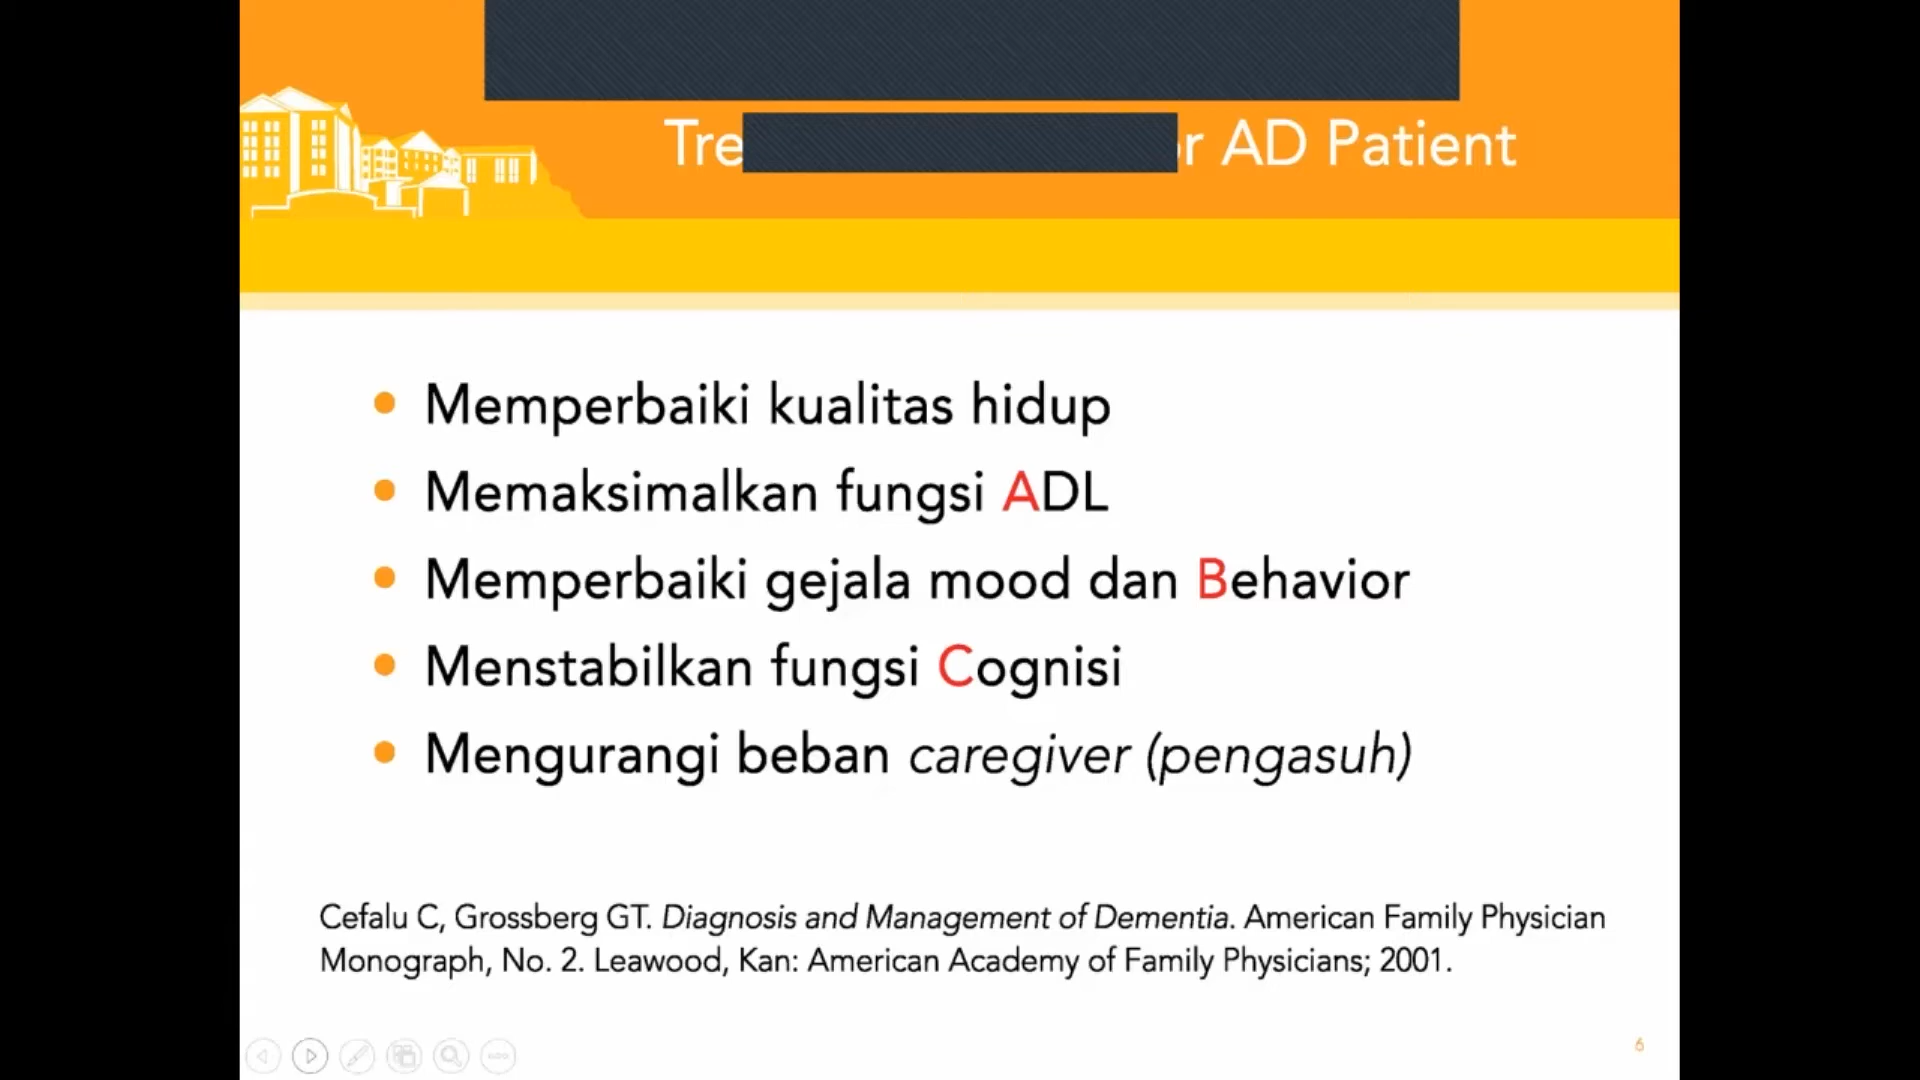 AD Patient
• Memperbaiki kualitas hidup
• Memaksimalkan fungsi ADL
• Memperbaiki gejala mood dan Behavior
• Menstabilkan fungsi Cognisi
• Mengurangi beban caregiver (pengasuh)
Cefalu C, Grossberg GT. Diagnosis and Management of Dementia. American Family Physician
Monograph, No. 2. Leawood, Kan: American Academy of Family Physicians; 2001.
6